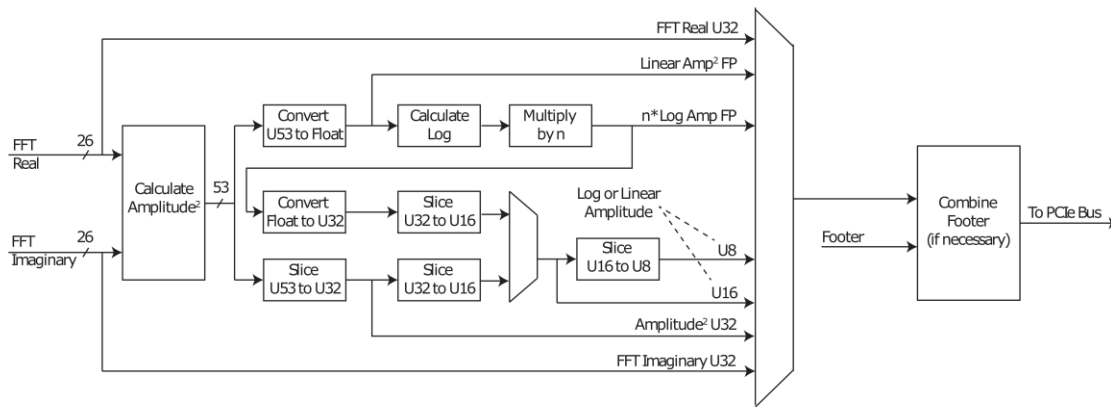 FFT Real U32
Linear Amp² FP
Convert
U53 to Float
Calculate
Log
Multiply
by n
n* Log Amp FP
FFT
Real
26
Calculate
Amplitude²
53
Convert
Float to U32
Slice
U32 to U16
Log or Linear
Amplitude
Combine
Footer
(if necessary)
To PCIe Bus
Footer
FFT
Imaginary
26
Slice
U53 to U32
Slice
U32 to U16
Slice
U16 to U8
U8
U16
Amplitude² U32
FFT Imaginary U32